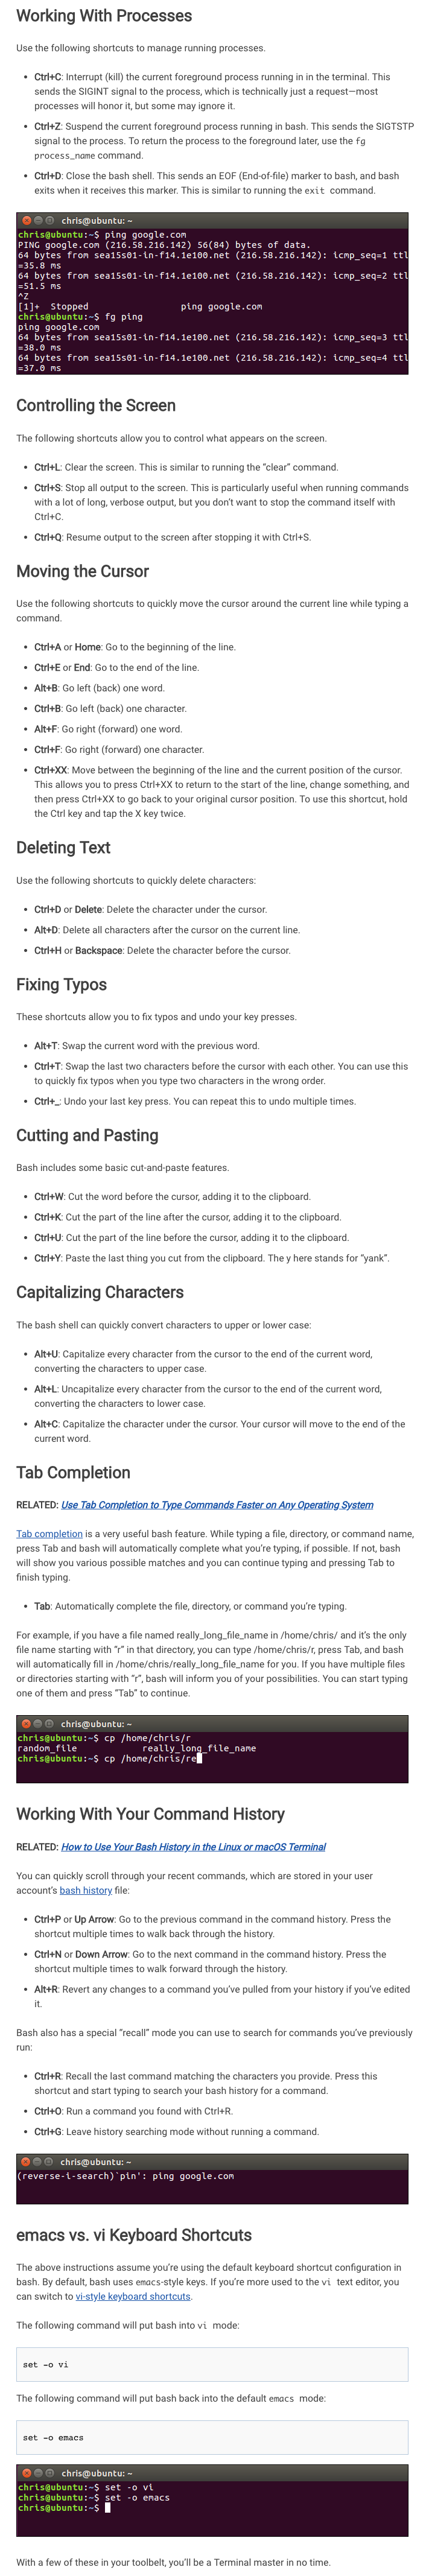 Working With Processes
Use the following shortcuts to manage running processes.
Ctrl+C: Interrupt (kill) the current foreground process running in in the terminal. This
sends the SIGINT signal to the process, which is technically just a request—most
processes will honor it, but some may ignore it.
Ctrl+Z: Suspend the current foreground process running in bash. This sends the SIGTSTP
signal to the process. To return the process to the foreground later, use the fg
process_name command.
Ctrl+D: Close the bash shell. This sends an EOF (End-of-file) marker to bash, and bash
exits when it receives this marker. This is similar to running the exit command.
chris@ubuntu: ~
chris@ubuntu:~$ ping google.com
PING google.com (216.58.216.142) 56(84) bytes of data.
64 bytes from sea15s01-in-f14.1e100.net (216.58.216.142): icmp_seq=1 ttl
=35.8 ms
64 bytes from sea15s01-in-f14.1e100.net (216.58.216.142): icmp_seq=2 ttl
=51.5 ms
^Z
[1]+  Stopped                 ping google.com
chris@ubuntu:~$ fg ping
ping google.com
64 bytes from sea15s01-in-f14.1e100.net (216.58.216.142): icmp_seq=3 ttl
=38.0 ms
64 bytes from sea15s01-in-f14.1e100.net (216.58.216.142): icmp_seq=4 ttl
=37.0 ms
Controlling the Screen
The following shortcuts allow you to control what appears on the screen.
Ctrl+L: Clear the screen. This is similar to running the “clear” command.
Ctrl+S: Stop all output to the screen. This is particularly useful when running commands
with a lot of long, verbose output, but you don’t want to stop the command itself with
Ctrl+C.
Ctrl+Q: Resume output to the screen after stopping it with Ctrl+S.
Moving the Cursor
Use the following shortcuts to quickly move the cursor around the current line while typing a
command.
Ctrl+A or Home: Go to the beginning of the line.
Ctrl+E or End: Go to the end of the line.
Alt+B: Go left (back) one word.
Ctrl+B: Go left (back) one character.
Alt+F: Go right (forward) one word.
Ctrl+F: Go right (forward) one character.
Ctrl+XX: Move between the beginning of the line and the current position of the cursor.
This allows you to press Ctrl+XX to return to the start of the line, change something, and
then press Ctrl+XX to go back to your original cursor position. To use this shortcut, hold
the Ctrl key and tap the X key twice.
Deleting Text
Use the following shortcuts to quickly delete characters:
Ctrl+D or Delete: Delete the character under the cursor.
Alt+D: Delete all characters after the cursor on the current line.
Ctrl+H or Backspace: Delete the character before the cursor.
Fixing Typos
These shortcuts allow you to fix typos and undo your key presses.
Alt+T: Swap the current word with the previous word.
Ctrl+T: Swap the last two characters before the cursor with each other. You can use this
to quickly fix typos when you type two characters in the wrong order.
Ctrl+_: Undo your last key press. You can repeat this to undo multiple times.
Cutting and Pasting
Bash includes some basic cut-and-paste features.
Ctrl+W: Cut the word before the cursor, adding it to the clipboard.
Ctrl+K: Cut the part of the line after the cursor, adding it to the clipboard.
Ctrl+U: Cut the part of the line before the cursor, adding it to the clipboard.
Ctrl+Y: Paste the last thing you cut from the clipboard. The y here stands for “yank”.
Capitalizing Characters
The bash shell can quickly convert characters to upper or lower case:
Alt+U: Capitalize every character from the cursor to the end of the current word,
converting the characters to upper case.
Alt+L: Uncapitalize every character from the cursor to the end of the current word,
converting the characters to lower case.
Alt+C: Capitalize the character under the cursor. Your cursor will move to the end of the
current word.
Tab Completion
RELATED: Use Tab Completion to Type Commands Faster on Any Operating System
Tab completion is a very useful bash feature. While typing a file, directory, or command name,
press Tab and bash will automatically complete what you’re typing, if possible. If not, bash
will show you various possible matches and you can continue typing and pressing Tab to
finish typing.
Tab: Automatically complete the file, directory, or command you’re typing.
For example, if you have a file named really_long_file_name in /home/chris/ and it’s the only
file name starting with “r” in that directory, you can type /home/chris/r, press Tab, and bash
will automatically fill in /home/chris/really_long_file_name for you. If you have multiple files
or directories starting with “r”, bash will inform you of your possibilities. You can start typing
one of them and press “Tab” to continue.
chris@ubuntu: ~
chris@ubuntu:~$ cp /home/chris/r
random_file            really_long_file_name
chris@ubuntu:~$ cp /home/chris/re
Working With Your Command History
RELATED: How to Use Your Bash History in the Linux or macOS Terminal
You can quickly scroll through your recent commands, which are stored in your user
account’s bash history file:
Ctrl+P or Up Arrow: Go to the previous command in the command history. Press the
shortcut multiple times to walk back through the history.
Ctrl+N or Down Arrow: Go to the next command in the command history. Press the
shortcut multiple times to walk forward through the history.
Alt+R: Revert any changes to a command you’ve pulled from your history if you’ve edited
it.
Bash also has a special “recall” mode you can use to search for commands you’ve previously
run:
Ctrl+R: Recall the last command matching the characters you provide. Press this
shortcut and start typing to search your bash history for a command.
Ctrl+O: Run a command you found with Ctrl+R.
Ctrl+G: Leave history searching mode without running a command.
chris@ubuntu: ~
(reverse-i-search)`pin': ping google.com
emacs vs. vi Keyboard Shortcuts
The above instructions assume you’re using the default keyboard shortcut configuration in
bash. By default, bash uses emacs-style keys. If you’re more used to the vi text editor, you
can switch to vi-style keyboard shortcuts.
The following command will put bash into vi mode:
set -o vi
The following command will put bash back into the default emacs mode:
set -o emacs
chris@ubuntu: ~
chris@ubuntu:~$ set -o vi
chris@ubuntu:~$ set -o emacs
chris@ubuntu:~$
With a few of these in your toolbelt, you’ll be a Terminal master in no time.